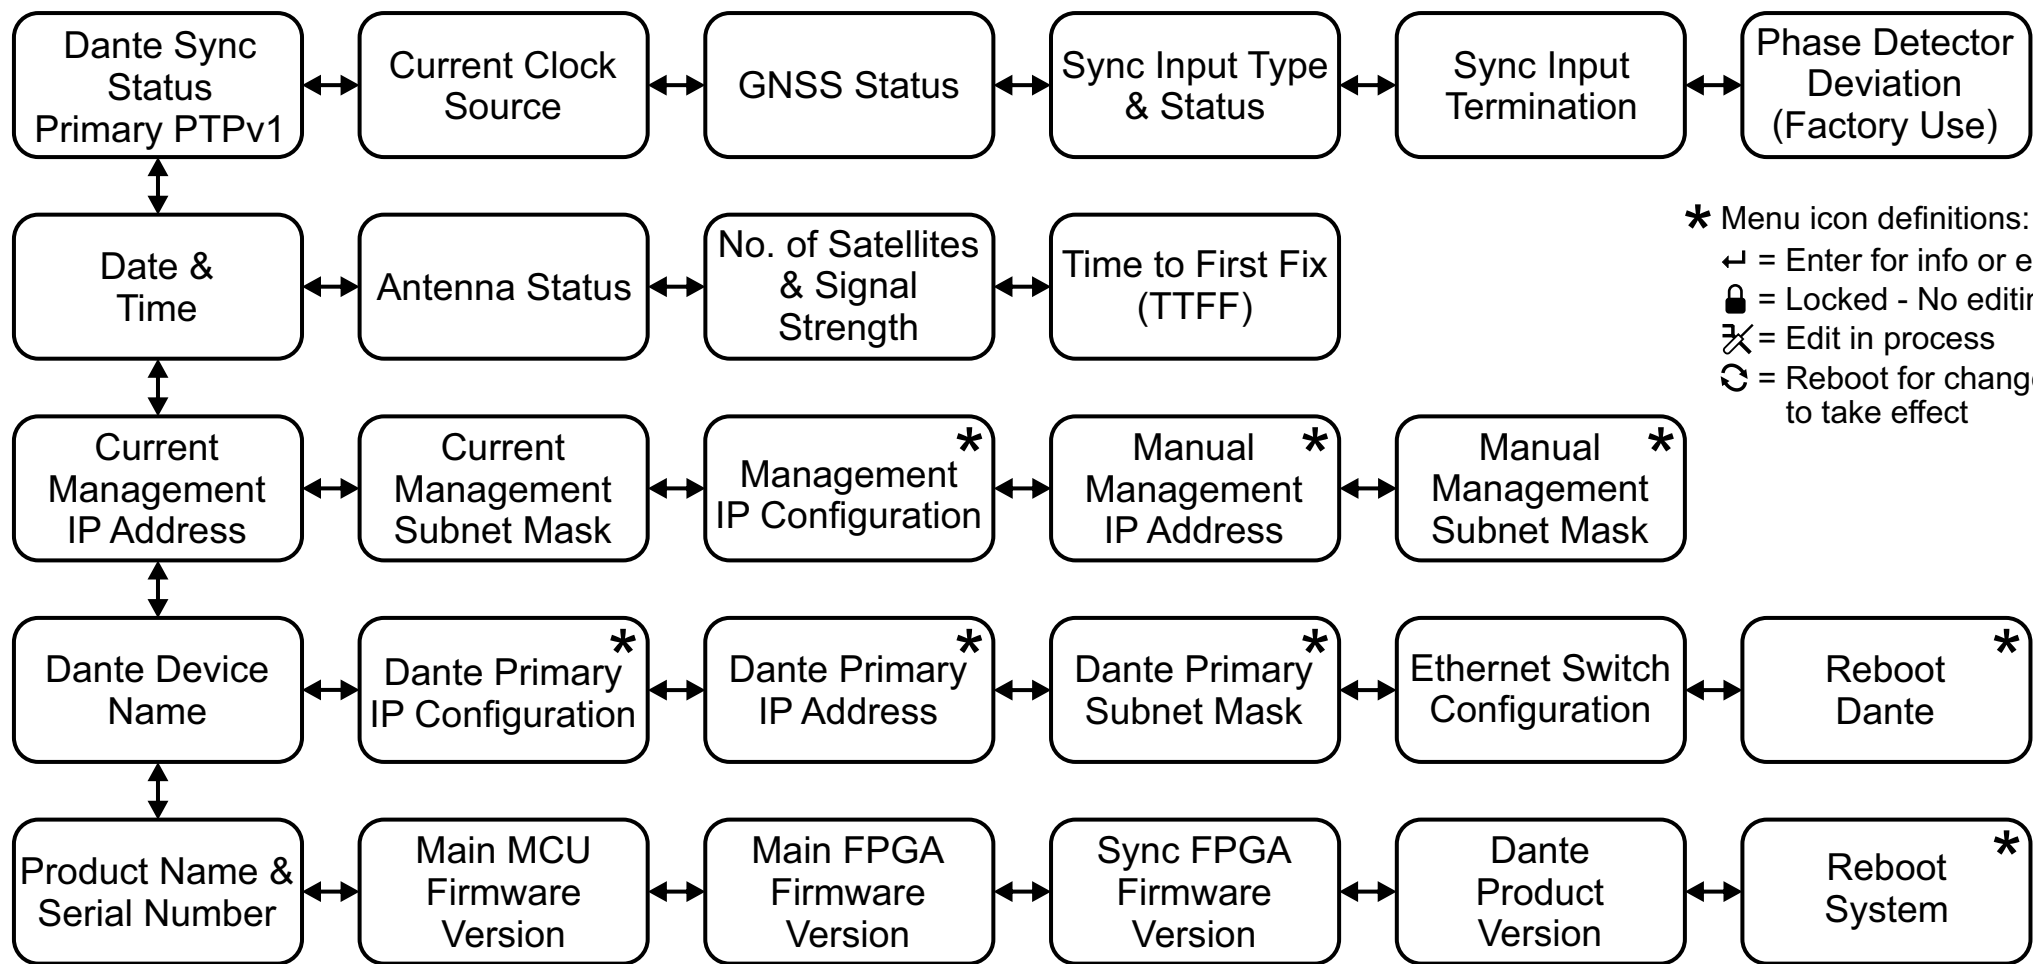 Dante Sync
Status
Primary PTPv1
Current Clock
Source
GNSS Status
Sync Input Type
& Status
Sync Input
Termination
Phase Detector
Deviation
(Factory Use)
Date &
Time
Antenna Status
No. of Satellites
& Signal
Strength
Time to First Fix
(TTFF)
* Menu icon definitions:
↵ = Enter for info or
🔒 = Locked - No
= Edit in process
= Reboot for
to take effect
Current
Management
IP Address
Current
Management
Subnet Mask
*
Management
IP Configuration
*
Manual
Management
IP Address
*
Manual
Management
Subnet Mask
Dante Device
Name
*
Dante Primary
IP Configuration
*
Dante Primary
IP Address
*
Dante Primary
Subnet Mask
Ethernet Switch
Configuration
*
Reboot
Dante
Product Name &
Serial Number
Main MCU
Firmware
Version
Main FPGA
Firmware
Version
Sync FPGA
Firmware
Version
Dante
Product
Version
*
Reboot
System